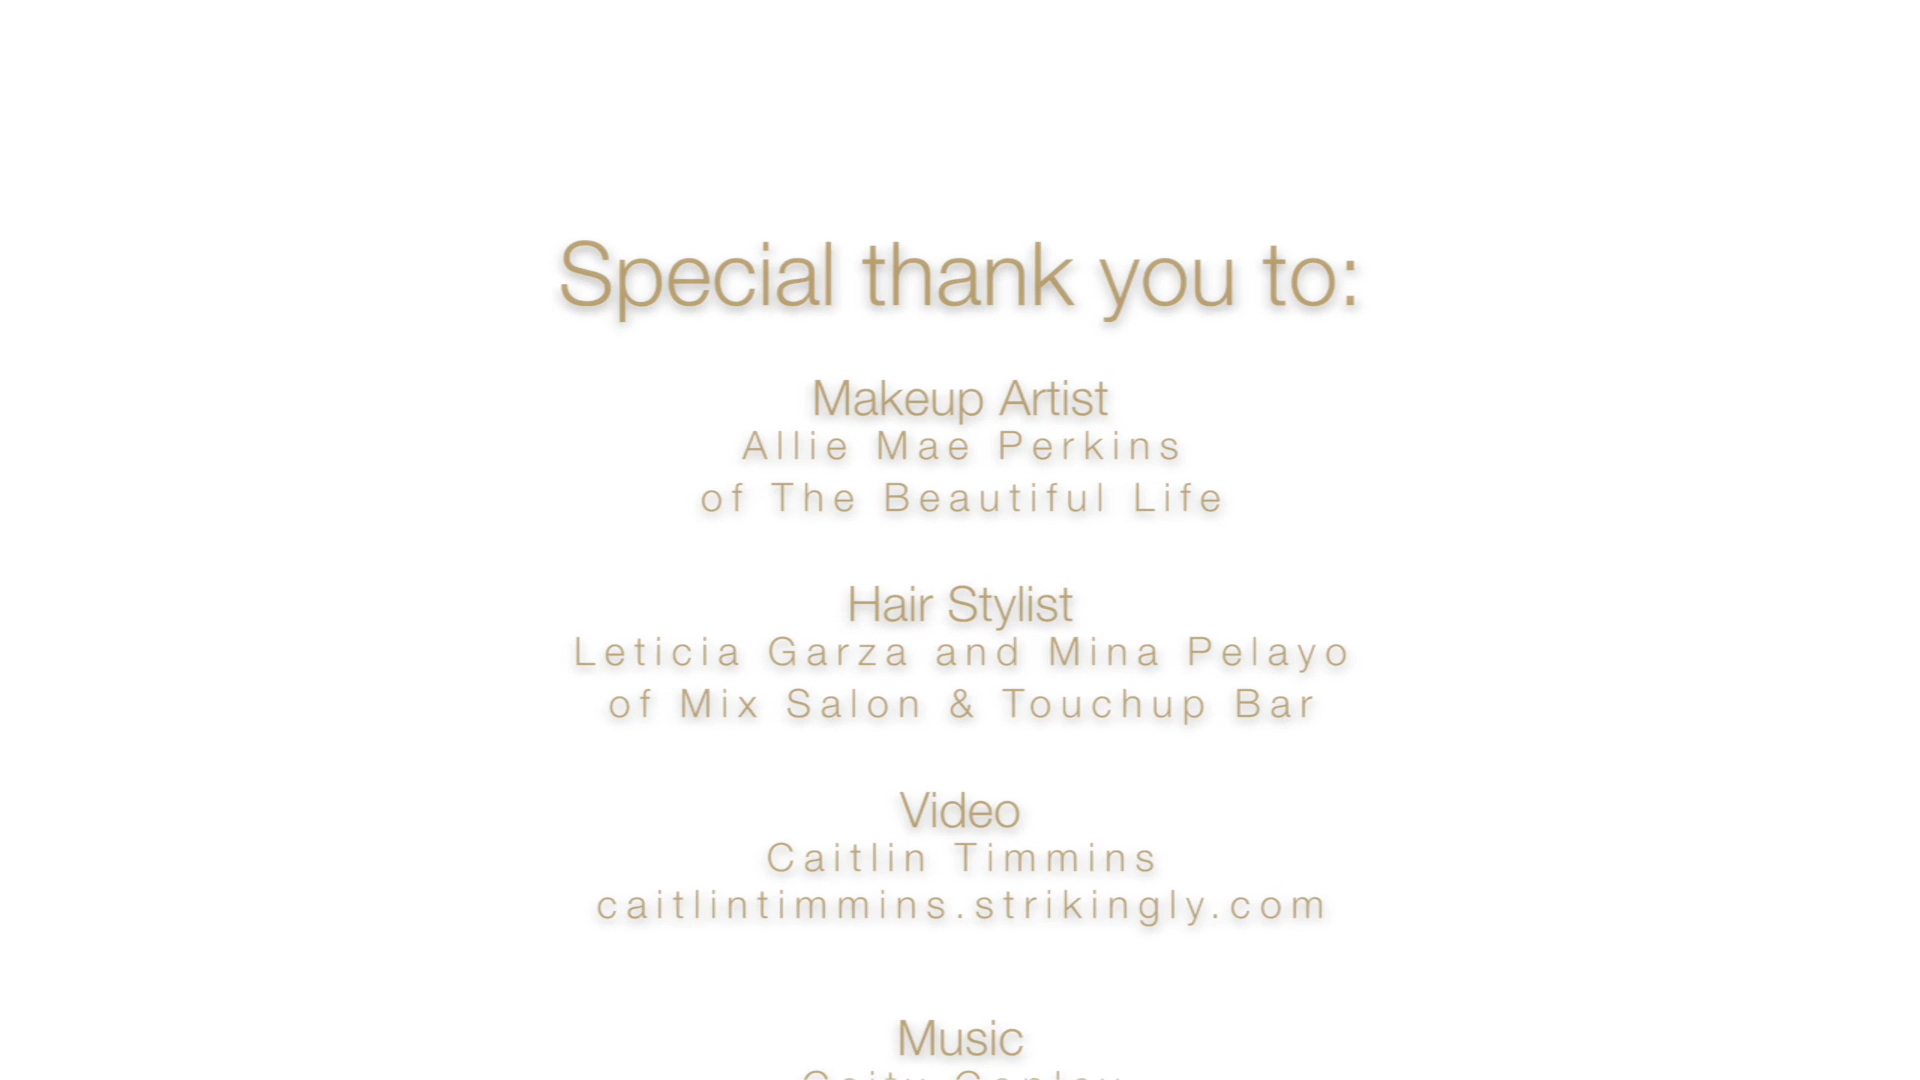 Special thank you to:
Makeup Artist
Allie Mae Perkins
of The Beautiful Life
Hair Stylist
Leticia Garza and Mina Pelayo
of Mix Salon & Touchup Bar
Video
Caitlin Timmins
caitlintimmins.strikingly.com
Music